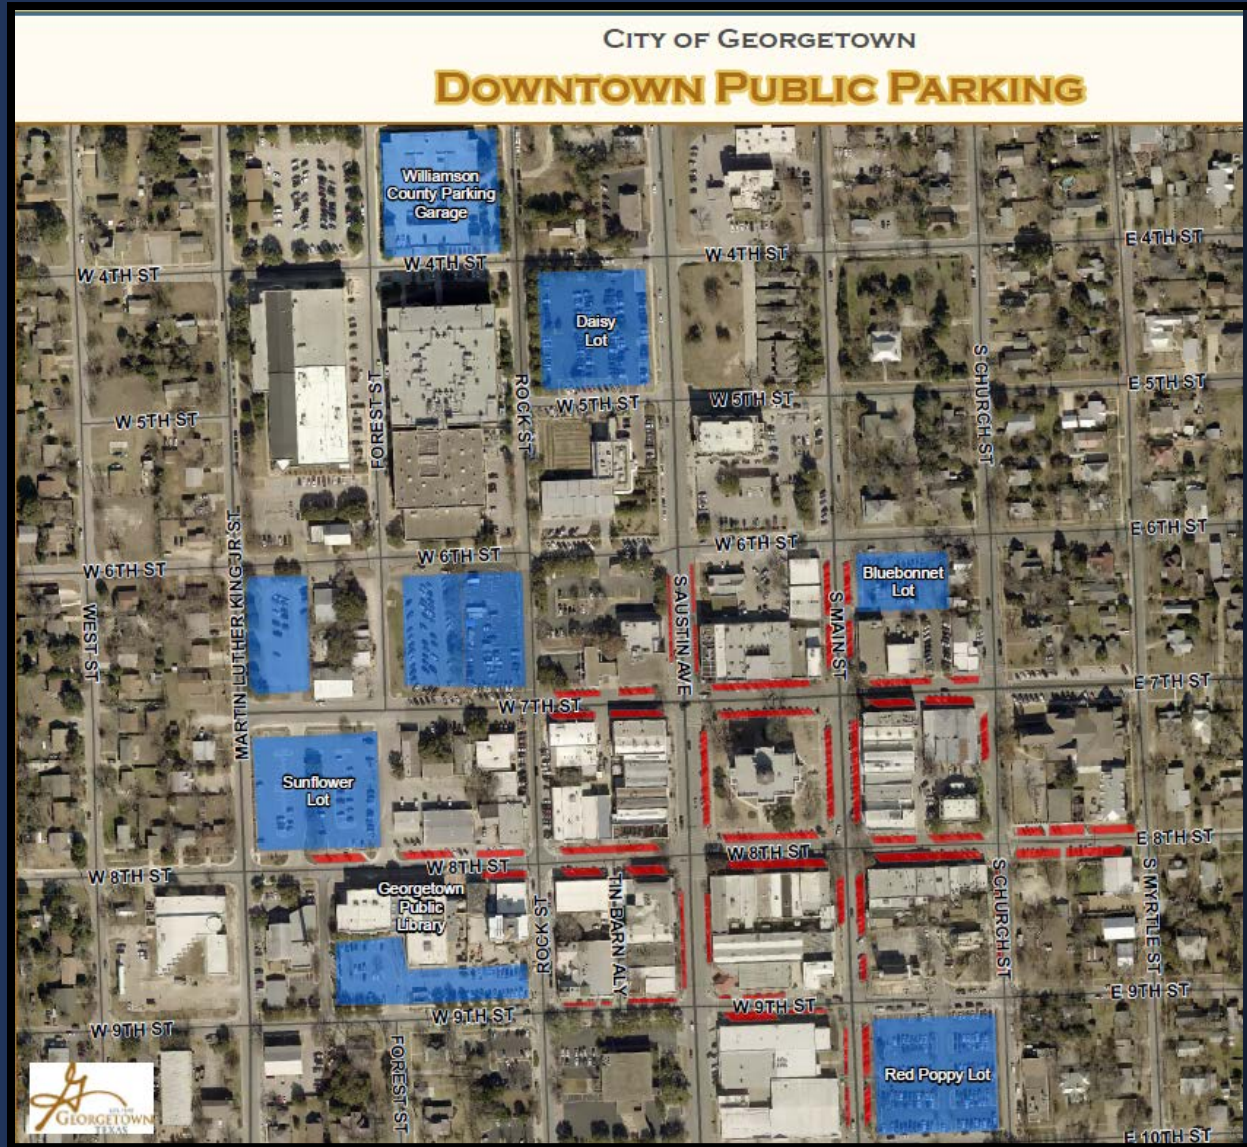 CITY OF GEORGETOWN
DOWNTOWN PUBLIC PARKING
Williamson
County Parking
Garage
W 4TH ST
W 4TH ST
W 4TH ST
E 4TH ST
Daisy
Lot
W 5TH ST
W 5TH ST
W 5TH ST
E 5TH ST
FOREST ST
ROCK ST
S CHURCH ST
W 6TH ST
W 6TH ST
W 6TH ST
E 6TH ST
WEST ST
MARTIN LUTHER KING JR ST
S AUSTIN AVE
S MAIN ST
Bluebonnet
Lot
W 7TH ST
E 7TH ST
Sunflower
Lot
W 8TH ST
W 8TH ST
W 8TH ST
E 8TH ST
Georgetown
Public
Library
ROCK ST
TIN BARN ALY
S CHURCH ST
S MYRTLE ST
W 9TH ST
W 9TH ST
W 9TH ST
E 9TH ST
FOREST ST
Red Poppy Lot
E 10TH ST
GEORGETOWN
TEXAS